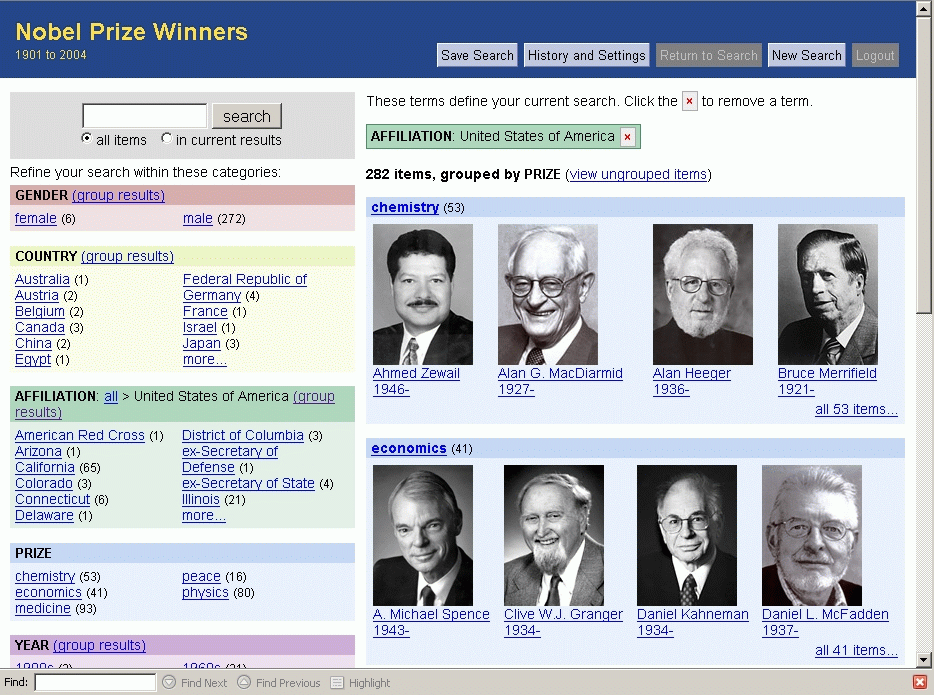 Nobel Prize Winners
1901 to 2004
Save Search History and Settings Return to Search New Search Logout
search
all items in current results
Refine your search within these categories:
GENDER (group results)
female (6) male (272)
COUNTRY (group results)
Australia (1)
Austria (2)
Belgium (2)
Canada (3)
China (2)
Egypt (1)
Federal Republic of
Germany (4)
France (1)
Israel (1)
Japan (3)
more...
AFFILIATION: all > United States of America (group
results)
American Red Cross (1)
Arizona (1)
California (65)
Colorado (3)
Connecticut (6)
Delaware (1)
District of Columbia (3)
ex-Secretary of
Defense (1)
ex-Secretary of State (4)
Illinois (21)
more...
PRIZE
chemistry (53)
economics (41)
medicine (93)
peace (16)
physics (80)
YEAR (group results)
These terms define your current search. Click the × to remove a term.
AFFILIATION: United States of America ×
282 items, grouped by PRIZE (view ungrouped items)
chemistry (53)
Ahmed Zewail
1946-
Alan G. MacDiarmid
1927-
Alan Heeger
1936-
Bruce Merrifield
1921-
all 53 items...
economics (41)
A. Michael Spence
1943-
Clive W.J. Granger
1934-
Daniel Kahneman
1934-
Daniel L. McFadden
1937-
all 41 items...
Find: Find Next Find Previous Highlight